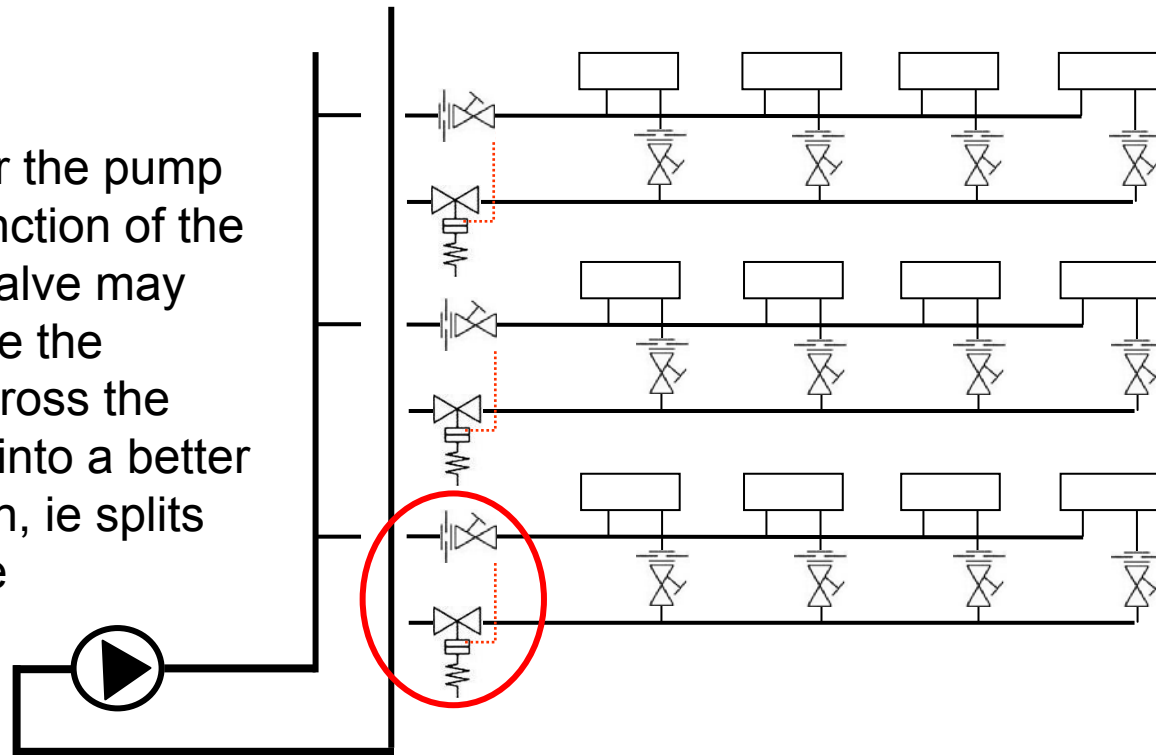 r the pump
nction of the
alve may
e the
ross the
into a better
n, ie splits
e